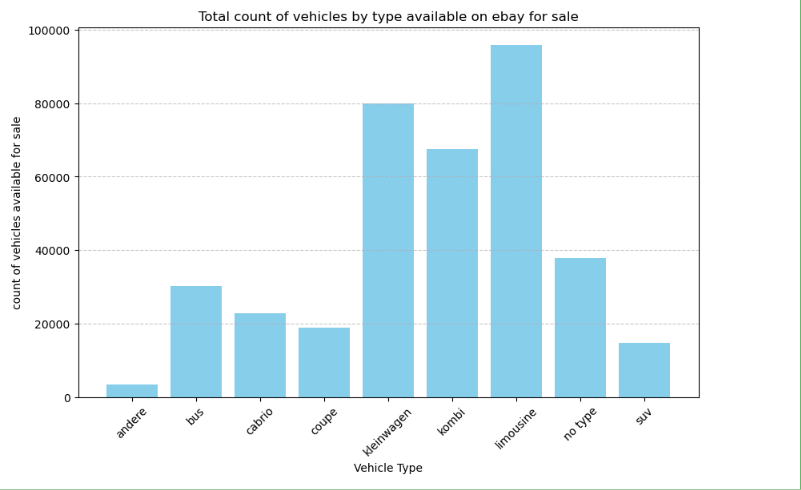 Total count of vehicles by type available on ebay for sale
100000
80000
60000
40000
20000
0
count of vehicles available for sale
andere
bus
cabrio
coupe
kleinwagen
kombi
limousine
no type
suv
Vehicle Type